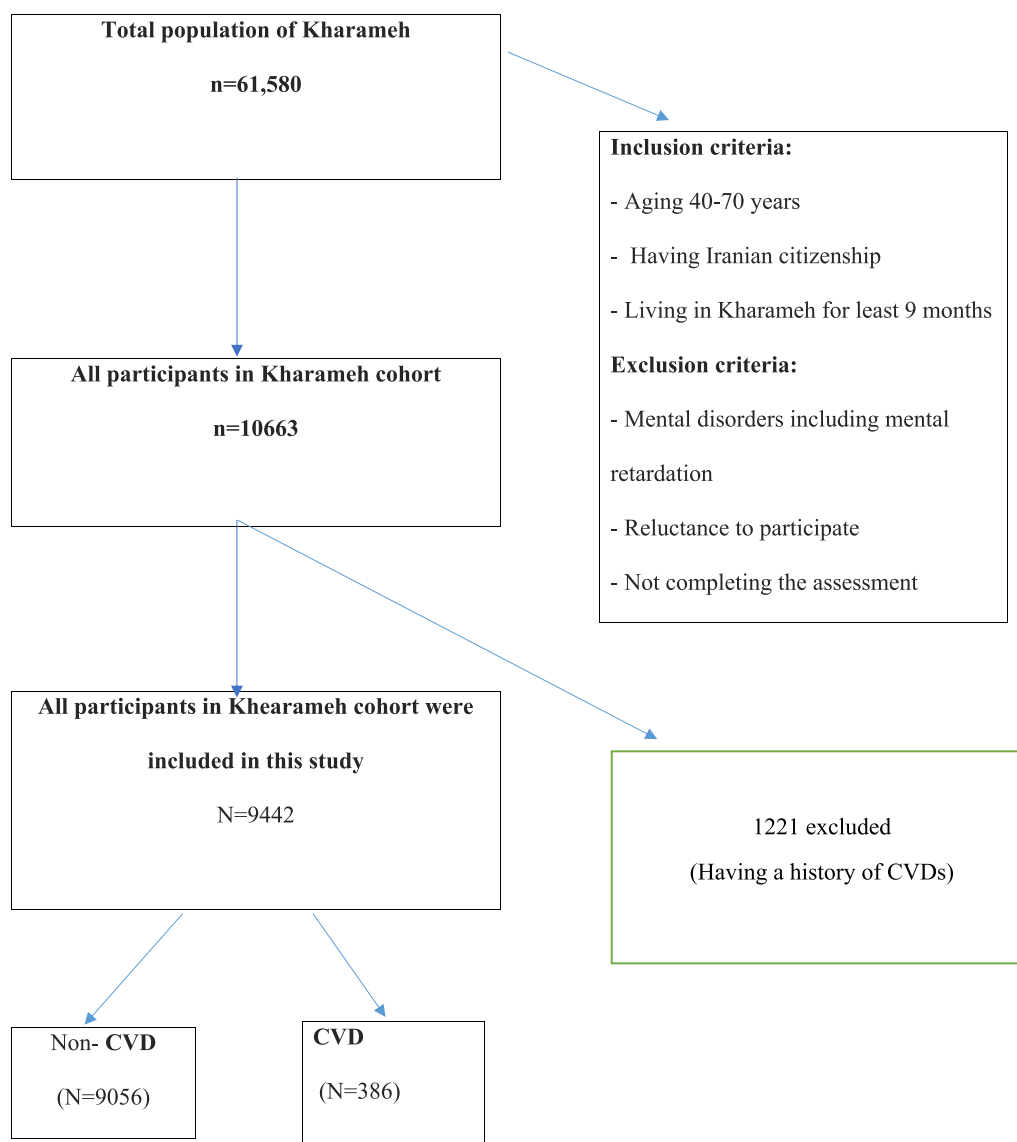 Total population of Kharameh
n=61,580
Inclusion criteria:
- Aging 40-70 years
- Having Iranian citizenship
- Living in Kharameh for least 9 months
Exclusion criteria:
- Mental disorders including mental
retardation
- Reluctance to participate
- Not completing the assessment
All participants in Kharameh cohort
n=10663
All participants in Khearameh cohort were
included in this study
N=9442
1221 excluded
(Having a history of CVDs)
Non- CVD
(N=9056)
CVD
(N=386)